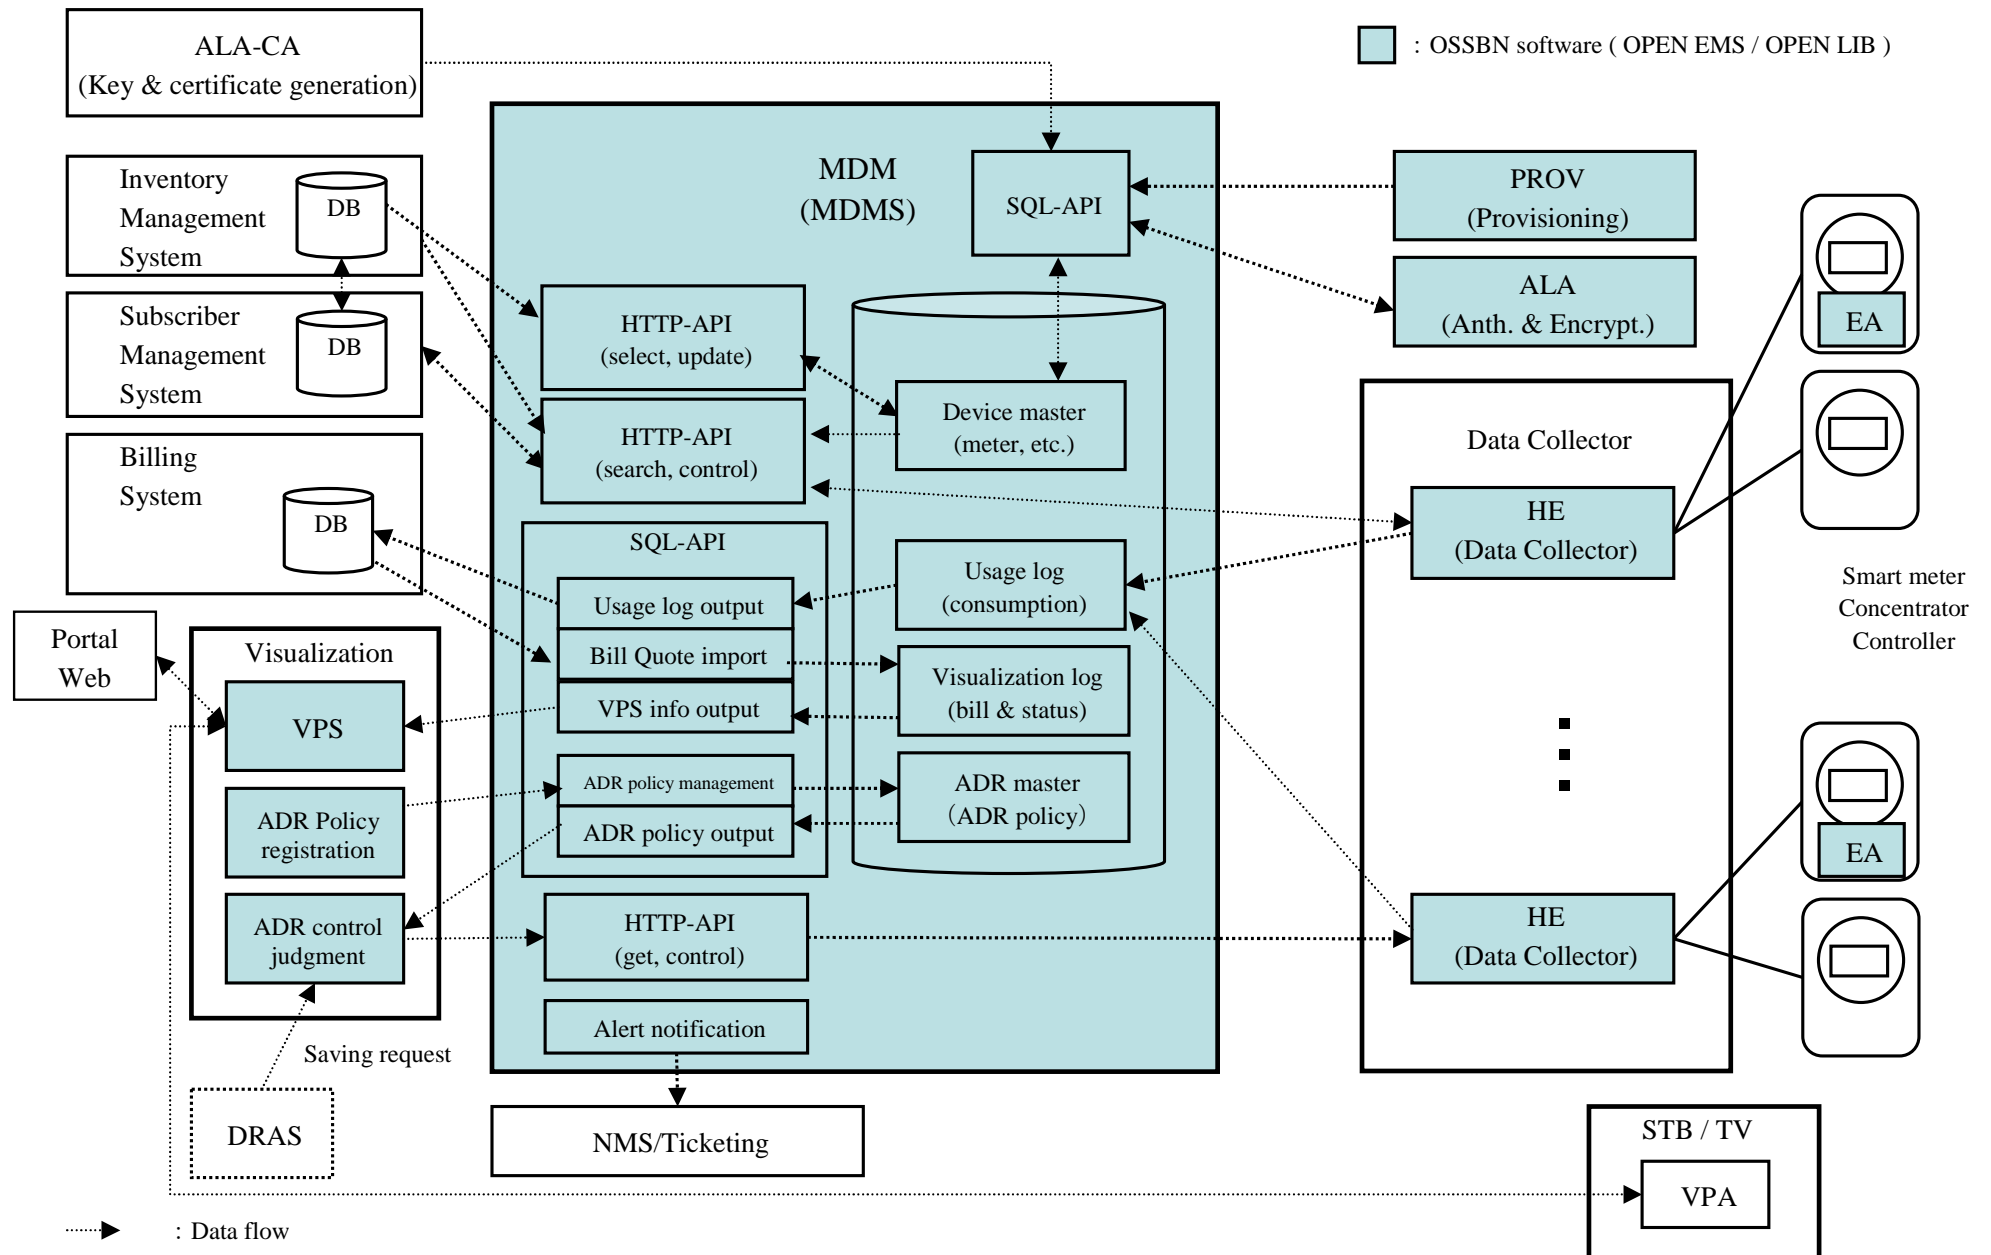 ALA-CA
(Key & certificate generation)
: OSSBN software ( OPEN EMS / OPEN LIB )
Inventory
Management
System
DB
Subscriber
Management
System
DB
Billing
System
DB
Portal
Web
Visualization
VPS
ADR Policy
registration
ADR control
judgment
Saving request
DRAS
: Data flow
MDM
(MDMS)
SQL-API
HTTP-API
(select, update)
HTTP-API
(search, control)
Device master
(meter, etc.)
SQL-API
Usage log output
Bill Quote import
VPS info output
ADR policy management
ADR policy output
Usage log
(consumption)
Visualization log
(bill & status)
ADR master
（ADR policy）
HTTP-API
(get, control)
Alert notification
NMS/Ticketing
PROV
(Provisioning)
ALA
(Anth. & Encrypt.)
Data Collector
HE
(Data Collector)
HE
(Data Collector)
EA
Smart meter
Concentrator
Controller
EA
STB / TV
VPA